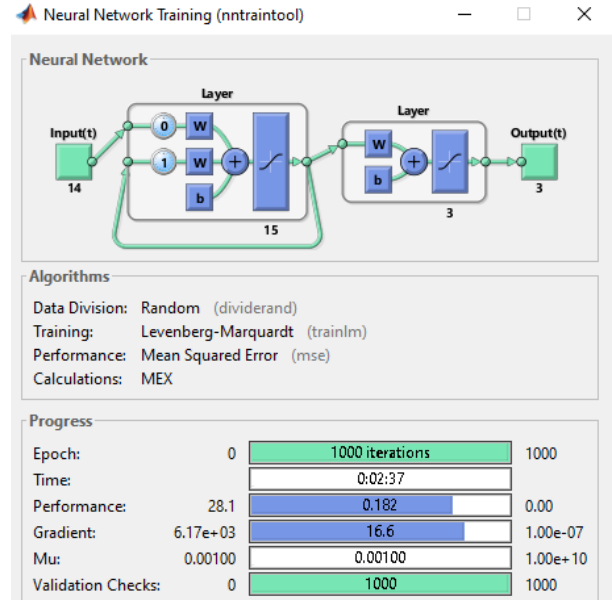 Neural Network Training (nntraintool)
Neural Network
Layer
Layer
Input(t)
0 W
W
Output(t)
1 W
+
+
b
b
14
3
15
3
Algorithms
Data Division: Random (dividerand)
Training: Levenberg-Marquardt (trainlm)
Performance: Mean Squared Error (mse)
Calculations: MEX
Progress
Epoch: 0 1000 iterations 1000
Time: 0:02:37
Performance: 28.1 0.182 0.00
Gradient: 6.17e+03 16.6 1.00e-07
Mu: 0.00100 0.00100 1.00e+10
Validation Checks: 0 1000 1000